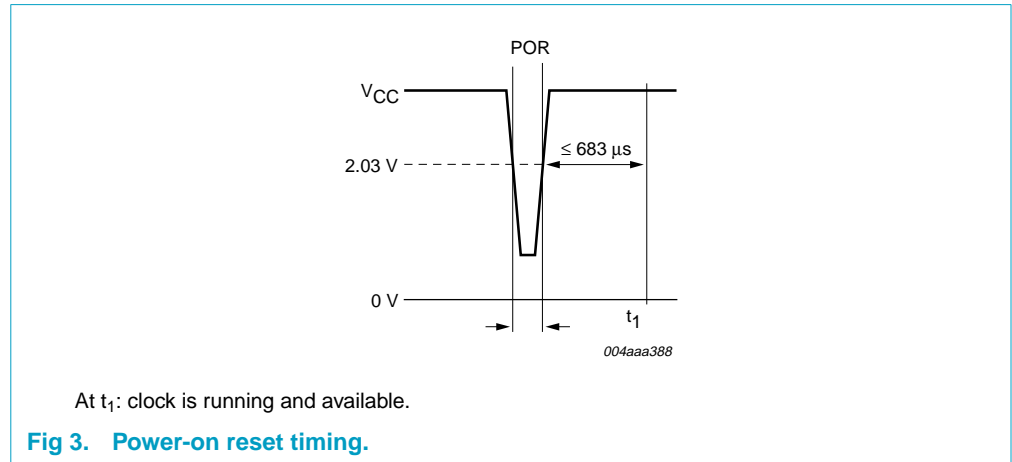 POR
VCC
≤ 683 μs
2.03 V
0 V
t1
004aaa388
At t1: clock is running and available.
Fig 3. Power-on reset timing.